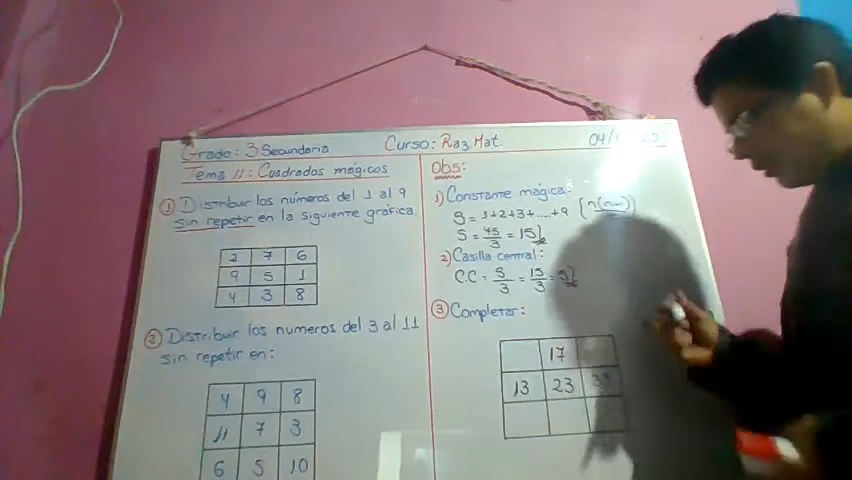 Grado: 3 Secundaria Curso: Raz Mat. 04/
Tema 11: Cuadrados mágicos
① Distribuir los números del 1 al 9
sin repetir en la siguiente gráfica
2 7 6
9 5 1
4 3 8
② Distribuir los numeros del 3 al 11
sin repetir en:
4 9 8
11 7 3
6 5 10
Obs:
1) Constante mágica:
S = 1+2+3+....+9 {n(n+1)
S = 45/3 = 15
2) Casilla central:
C.C = S/3 = 15/3 = 5
③ Completar:
17
13 23